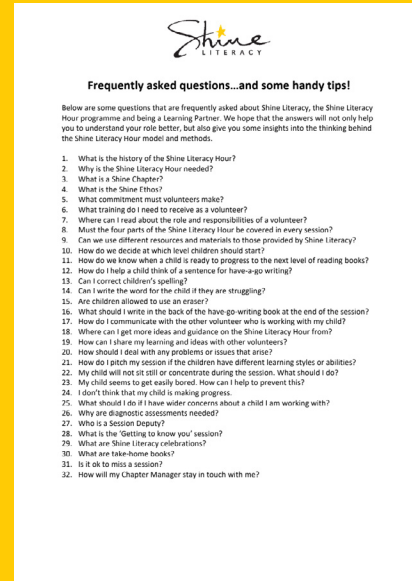 Shine
LITERACY
Frequently asked questions...and some handy tips!
Below are some questions that are frequently asked about Shine Literacy, the Shine Literacy
Hour programme and being a Learning Partner. We hope that the answers will not only help
you to understand your role better, but also give you some insights into the thinking behind
the Shine Literacy Hour model and methods.
1. What is the history of the Shine Literacy Hour?
2. Why is the Shine Literacy Hour needed?
3. What is a Shine Chapter?
4. What is the Shine Ethos?
5. What commitment must volunteers make?
6. What training do I need to receive as a volunteer?
7. Where can I read about the role and responsibilities of a volunteer?
8. Must the four parts of the Shine Literacy Hour be covered in every session?
9. Can we use different resources and materials to those provided by Shine Literacy?
10. How do we decide at which level children should start?
11. How do we know when a child is ready to progress to the next level of reading books?
12. How do I help a child think of a sentence for have-a-go writing?
13. Can I correct children's spelling?
14. Can I write the word for the child if they are struggling?
15. Are children allowed to use an eraser?
16. What should I write in the back of the have-go-writing book at the end of the session?
17. How do I communicate with the other volunteer who is working with my child?
18. Where can I get more ideas and guidance on the Shine Literacy Hour from?
19. How can I share my learning and ideas with other volunteers?
20. How should I deal with any problems or issues that arise?
21. How do I pitch my session if the children have different learning styles or abilities?
22. My child will not sit still or concentrate during the session. What should I do?
23. My child seems to get easily bored. How can I help to prevent this?
24. I don't think that my child is making progress.
25. What should I do if I have wider concerns about a child I am working with?
26. Why are diagnostic assessments needed?
27. Who is a Session Deputy?
28. What is the 'Getting to know you' session?
29. What are Shine Literacy celebrations?
30. What are take-home books?
31. Is it ok to miss a session?
32. How will my Chapter Manager stay in touch with me?